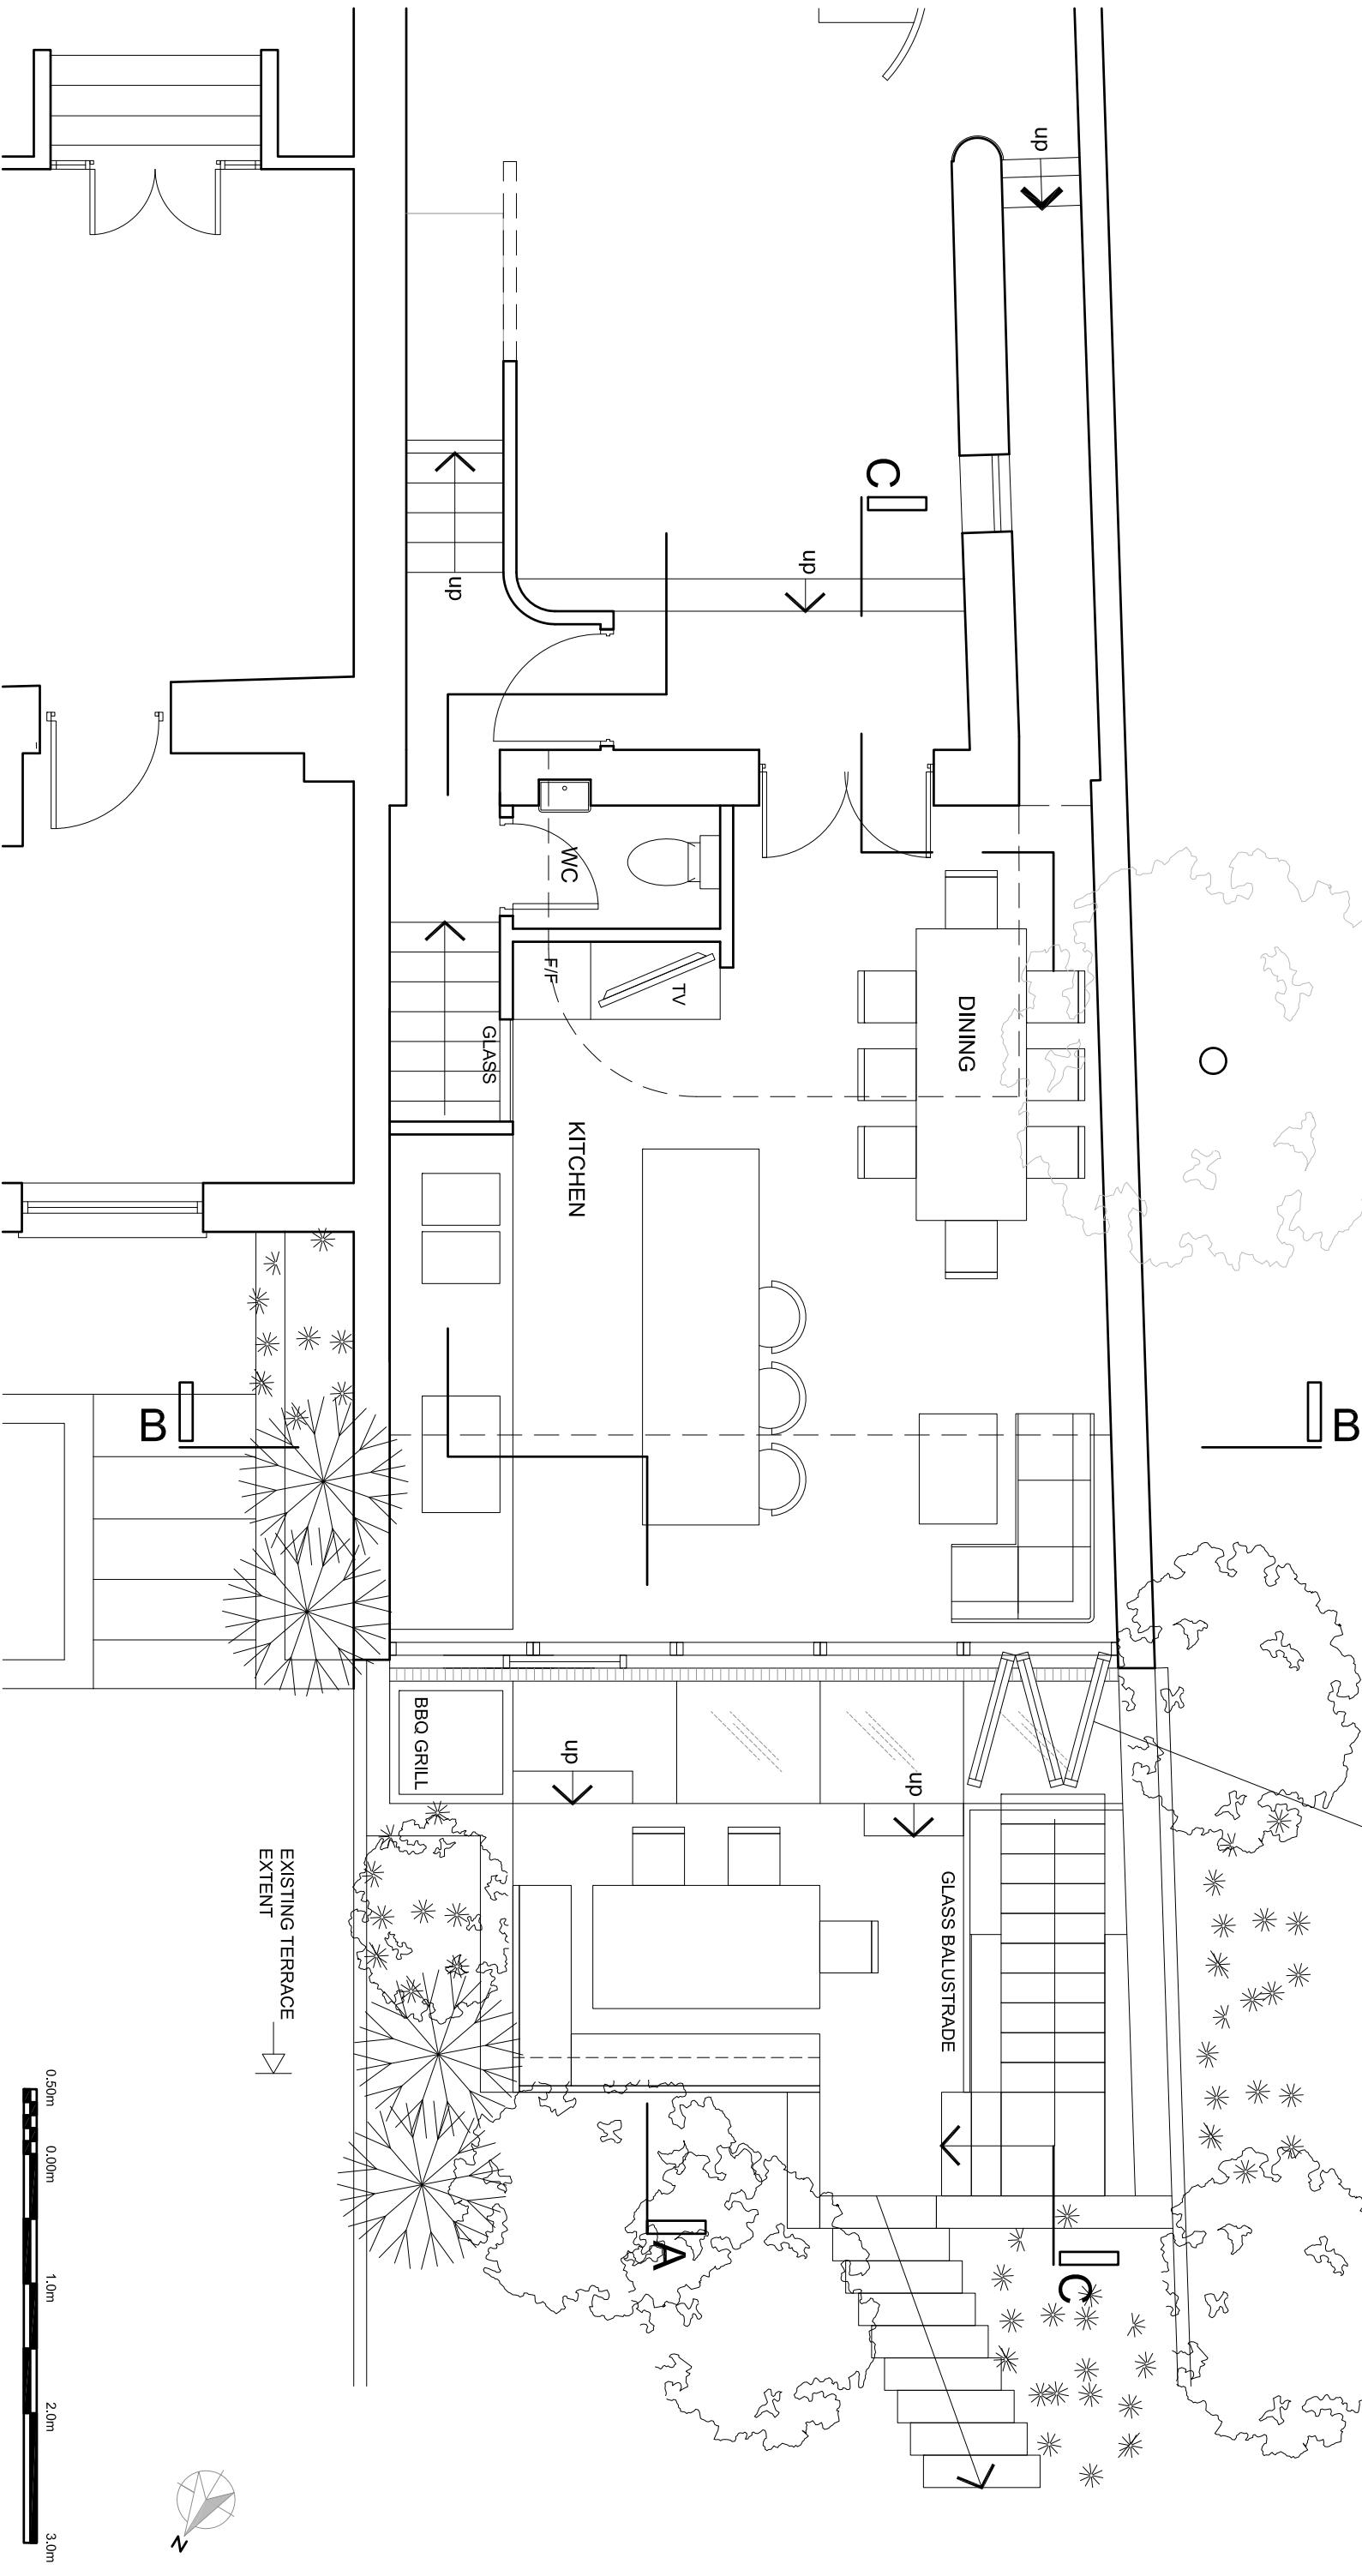 dn
C
up
dn
WC
F/F
TV
GLASS
DINING
KITCHEN
B
B
BBQ GRILL
up
up
GLASS BALUSTRADE
EXISTING TERRACE
EXTENT
A
C
0.50m
0.00m
1.0m
2.0m
3.0m
N